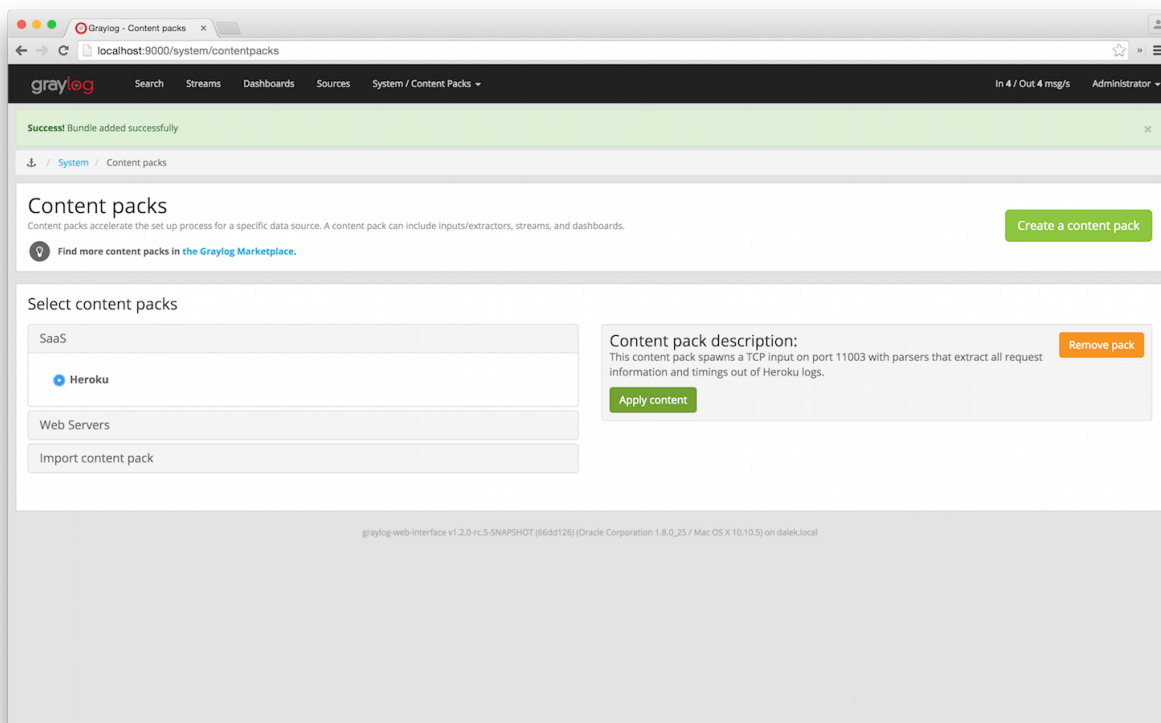 Graylog - Content packs
localhost:9000/system/contentpacks
graylog Search Streams Dashboards Sources System / Content Packs In 4 / Out 4 msg/s Administrator
Success! Bundle added successfully
/ System / Content packs
Content packs
Content packs accelerate the set up process for a specific data source. A content pack can include inputs/extractors, streams, and dashboards.
Create a content pack
Find more content packs in the Graylog Marketplace.
Select content packs
SaaS
Heroku
Web Servers
Import content pack
Content pack description:
Remove pack
This content pack spawns a TCP input on port 11003 with parsers that extract all request
information and timings out of Heroku logs.
Apply content
graylog-web-interface v1.2.0-rc.5-SNAPSHOT (66dd126) (Oracle Corporation 1.8.0_25 / Mac OS X 10.10.5) on dalek.local